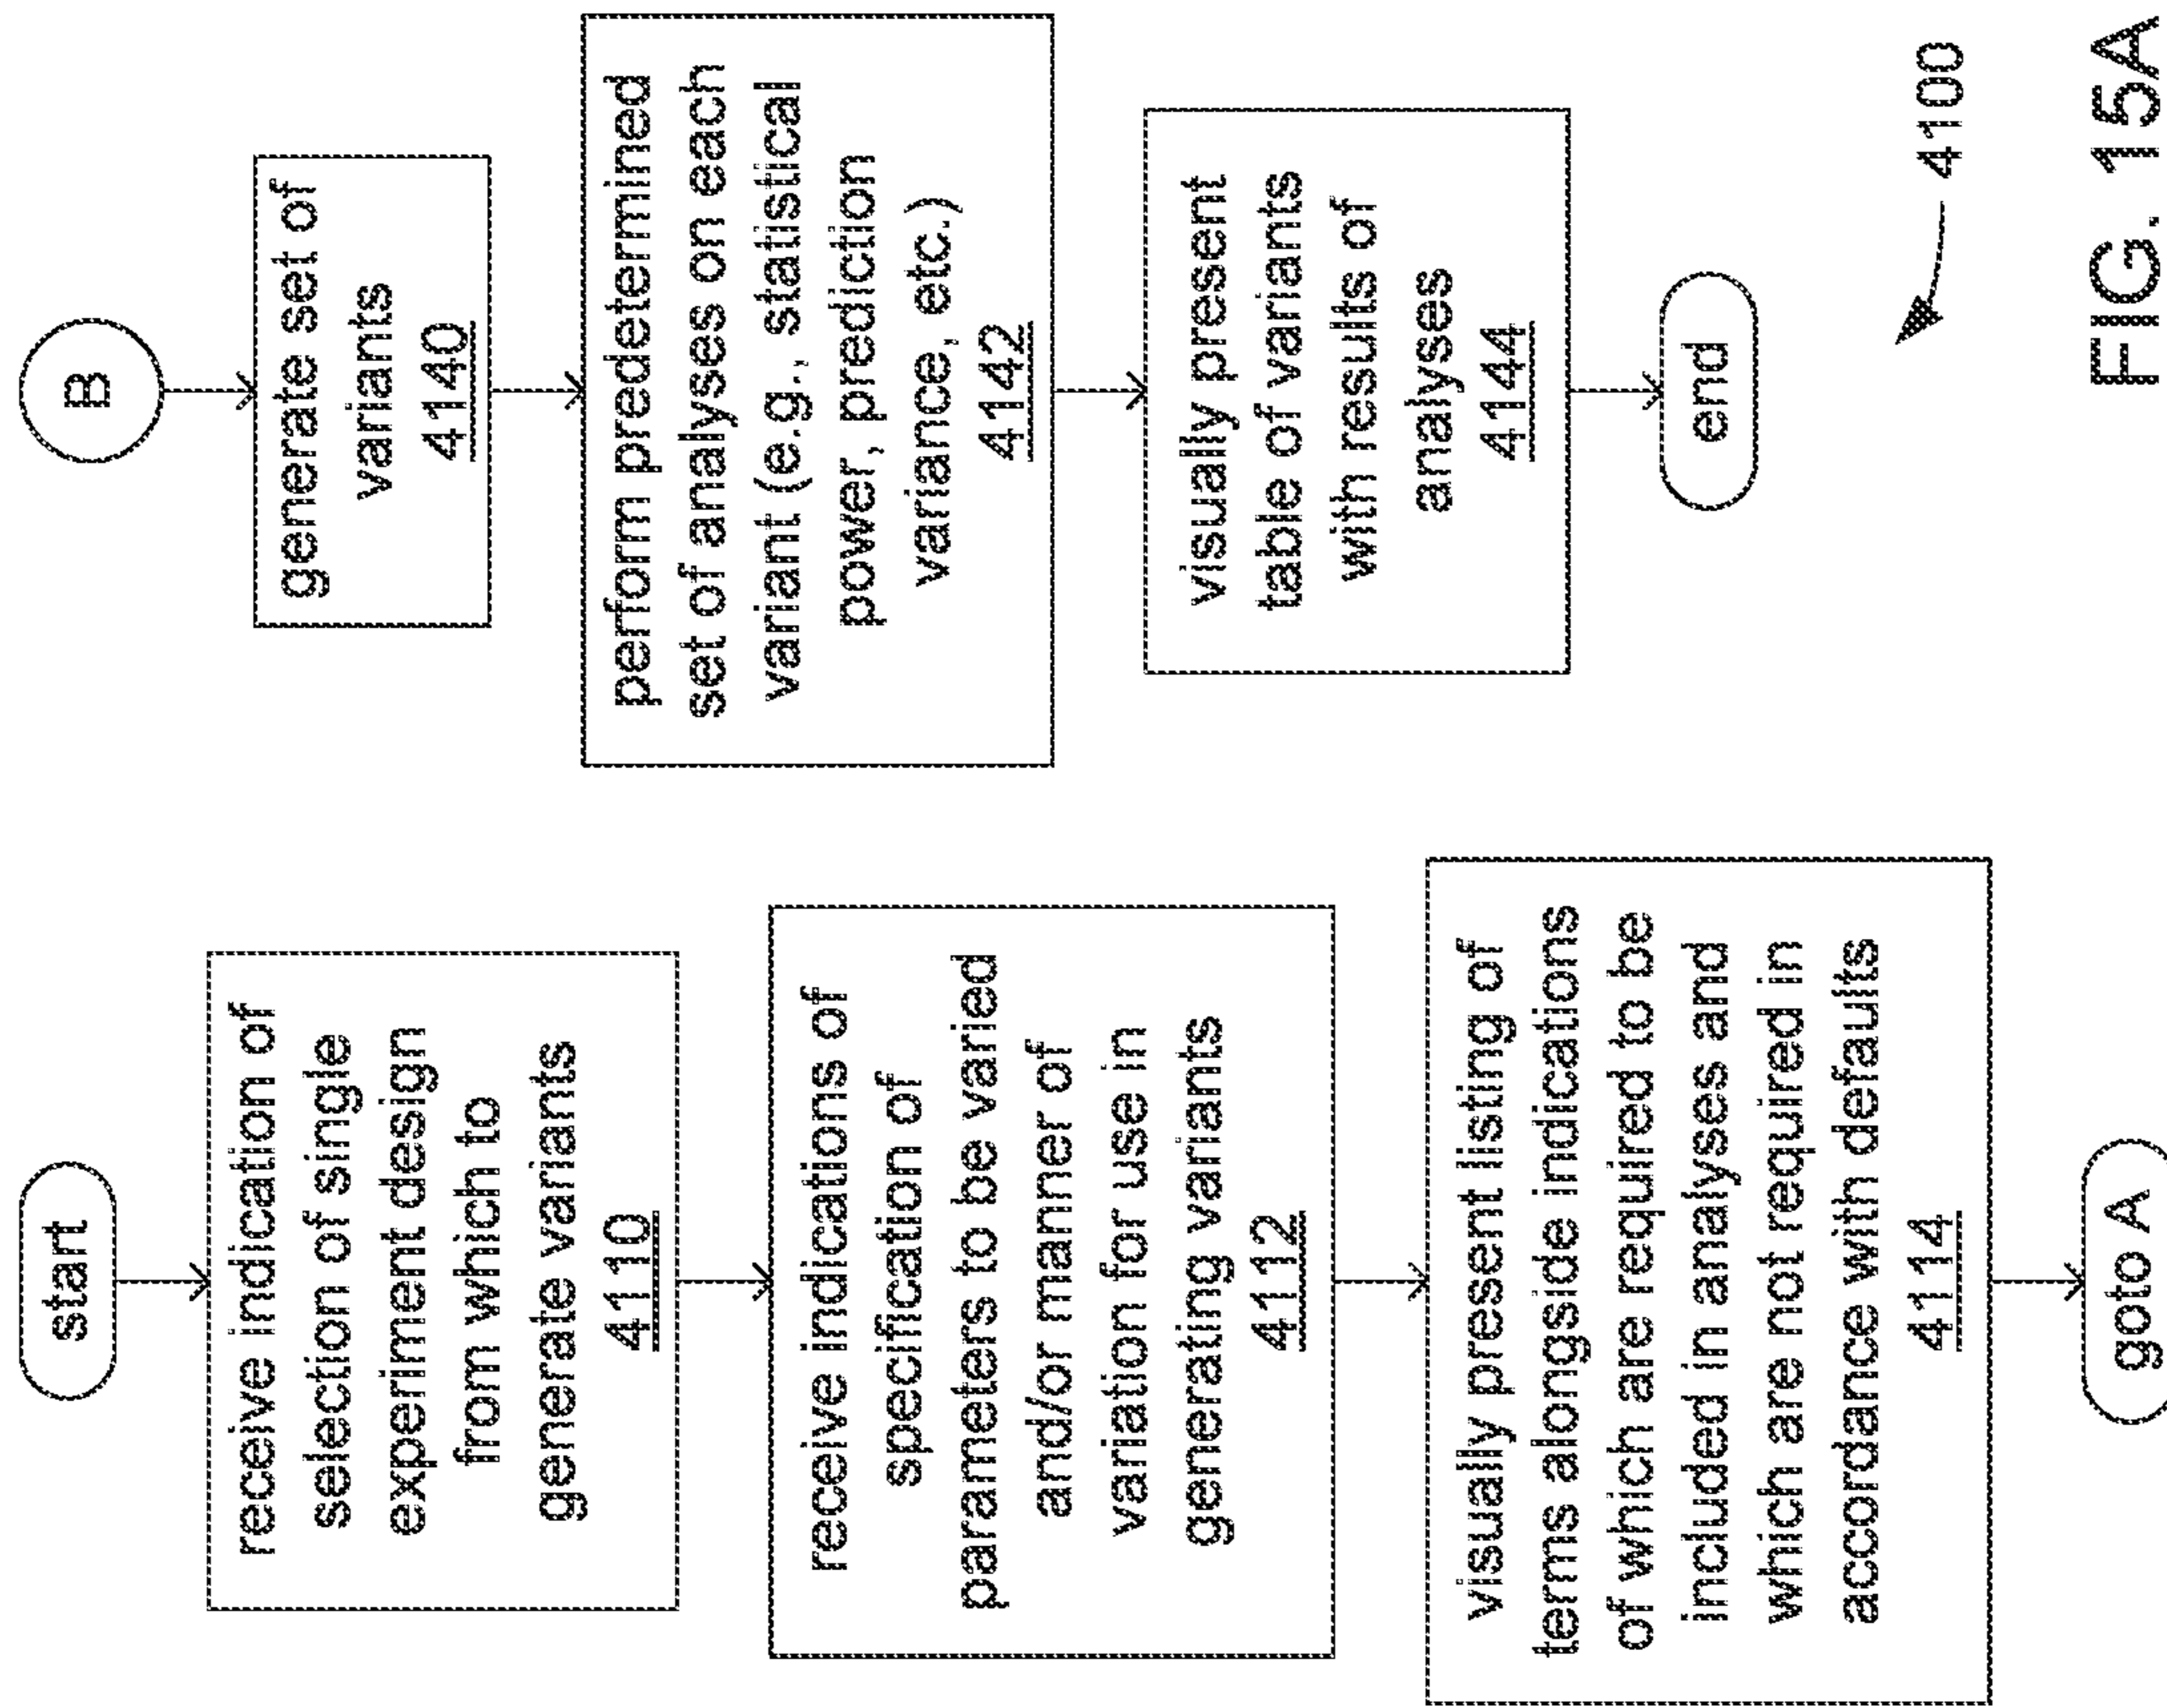 start
receive indication of
selection of single
experiment design
from which to
generate variants
4110
receive indications of
specification of
parameters to be varied
and/or manner of
variation for use in
generating variants
4112
visually present listing of
terms alongside indications
of which are required to be
included in analyses and
which are not required in
accordance with defaults
4114
goto A
B
generate set of
variants
4140
perform predetermined
set of analyses on each
variant (e.g., statistical
power, prediction
variance, etc.)
4142
visually present
table of variants
with results of
analyses
4144
end
4100
FIG. 15A